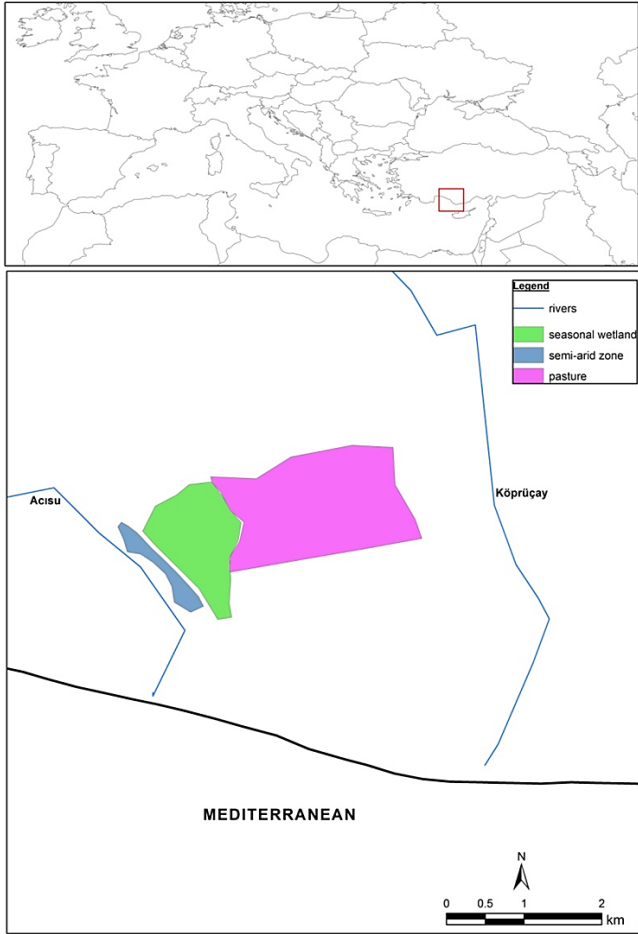 Legend
rivers
seasonal wetland
semi-arid zone
pasture
Acısu
Köprüçay
MEDITERRANEAN
N
0 0.5 1 2
km